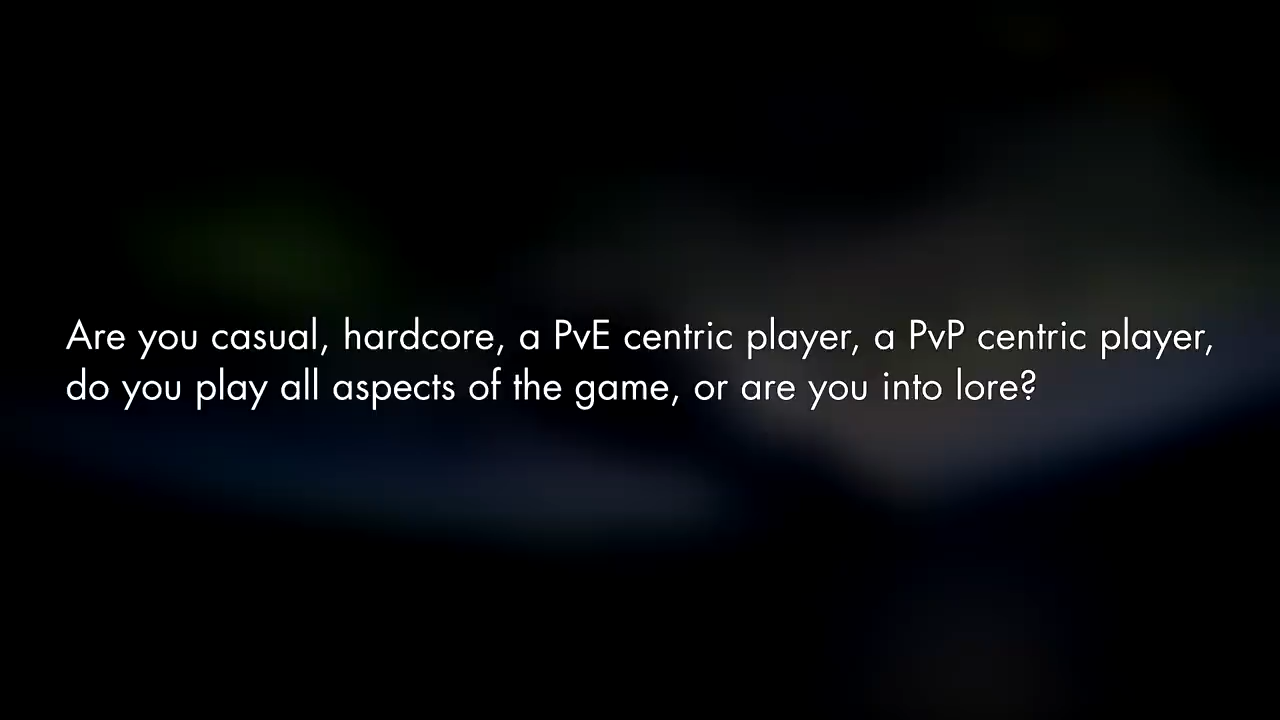 Are you casual, hardcore, a PvE centric player, a PvP centric player,
do you play all aspects of the game, or are you into lore?